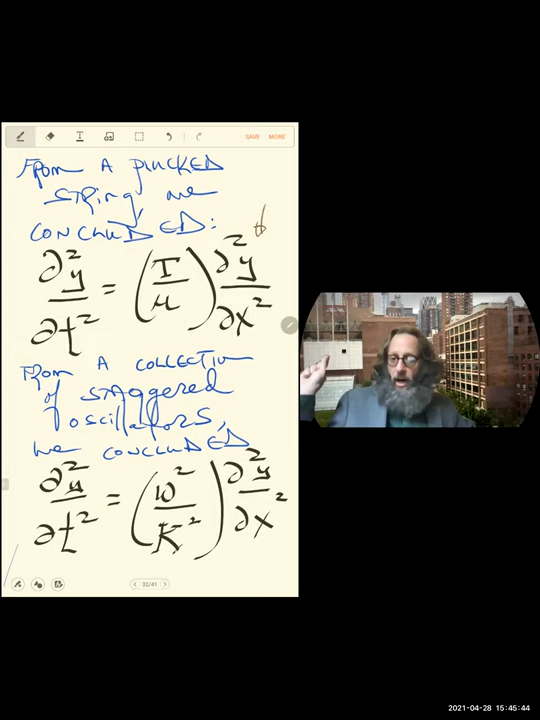 T
SAVE MORE
From A PLUCKED
STRING, we
CONCLUDED:
∂²y/∂t² = (T/μ) ∂²y/∂x²
From A COLLECTION
of STAGGERED
OSCILLATORS,
we CONCLUDED
∂²y/∂t² = (ω²/K²) ∂²y/∂x²
32/41
2021-04-28 15:45:44